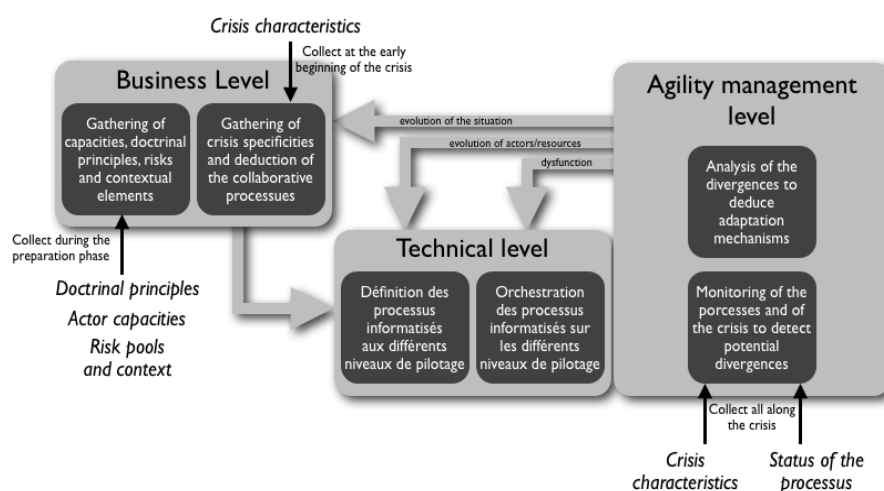 Crisis characteristics
Collect at the early
beginning of the crisis
Business Level
Gathering of
capacities, doctrinal
principles, risks
and contextual
elements
Gathering of
crisis specificities
and deduction of
the collaborative
processues
Collect during the
preparation phase
Doctrinal principles
Actor capacities
Risk pools
and context
evolution of the situation
evolution of actors/resources
dysfunction
Technical level
Définition des
processus
informatisés
aux différents
niveaux de pilotage
Orchestration
des processus
informatisés sur
les différents
niveaux de pilotage
Agility management
level
Analysis of the
divergences to
deduce
adaptation
mechanisms
Monitoring of the
porcesses and of
the crisis to detect
potential
divergences
Collect all along
the crisis
Crisis
characteristics
Status of the
processus